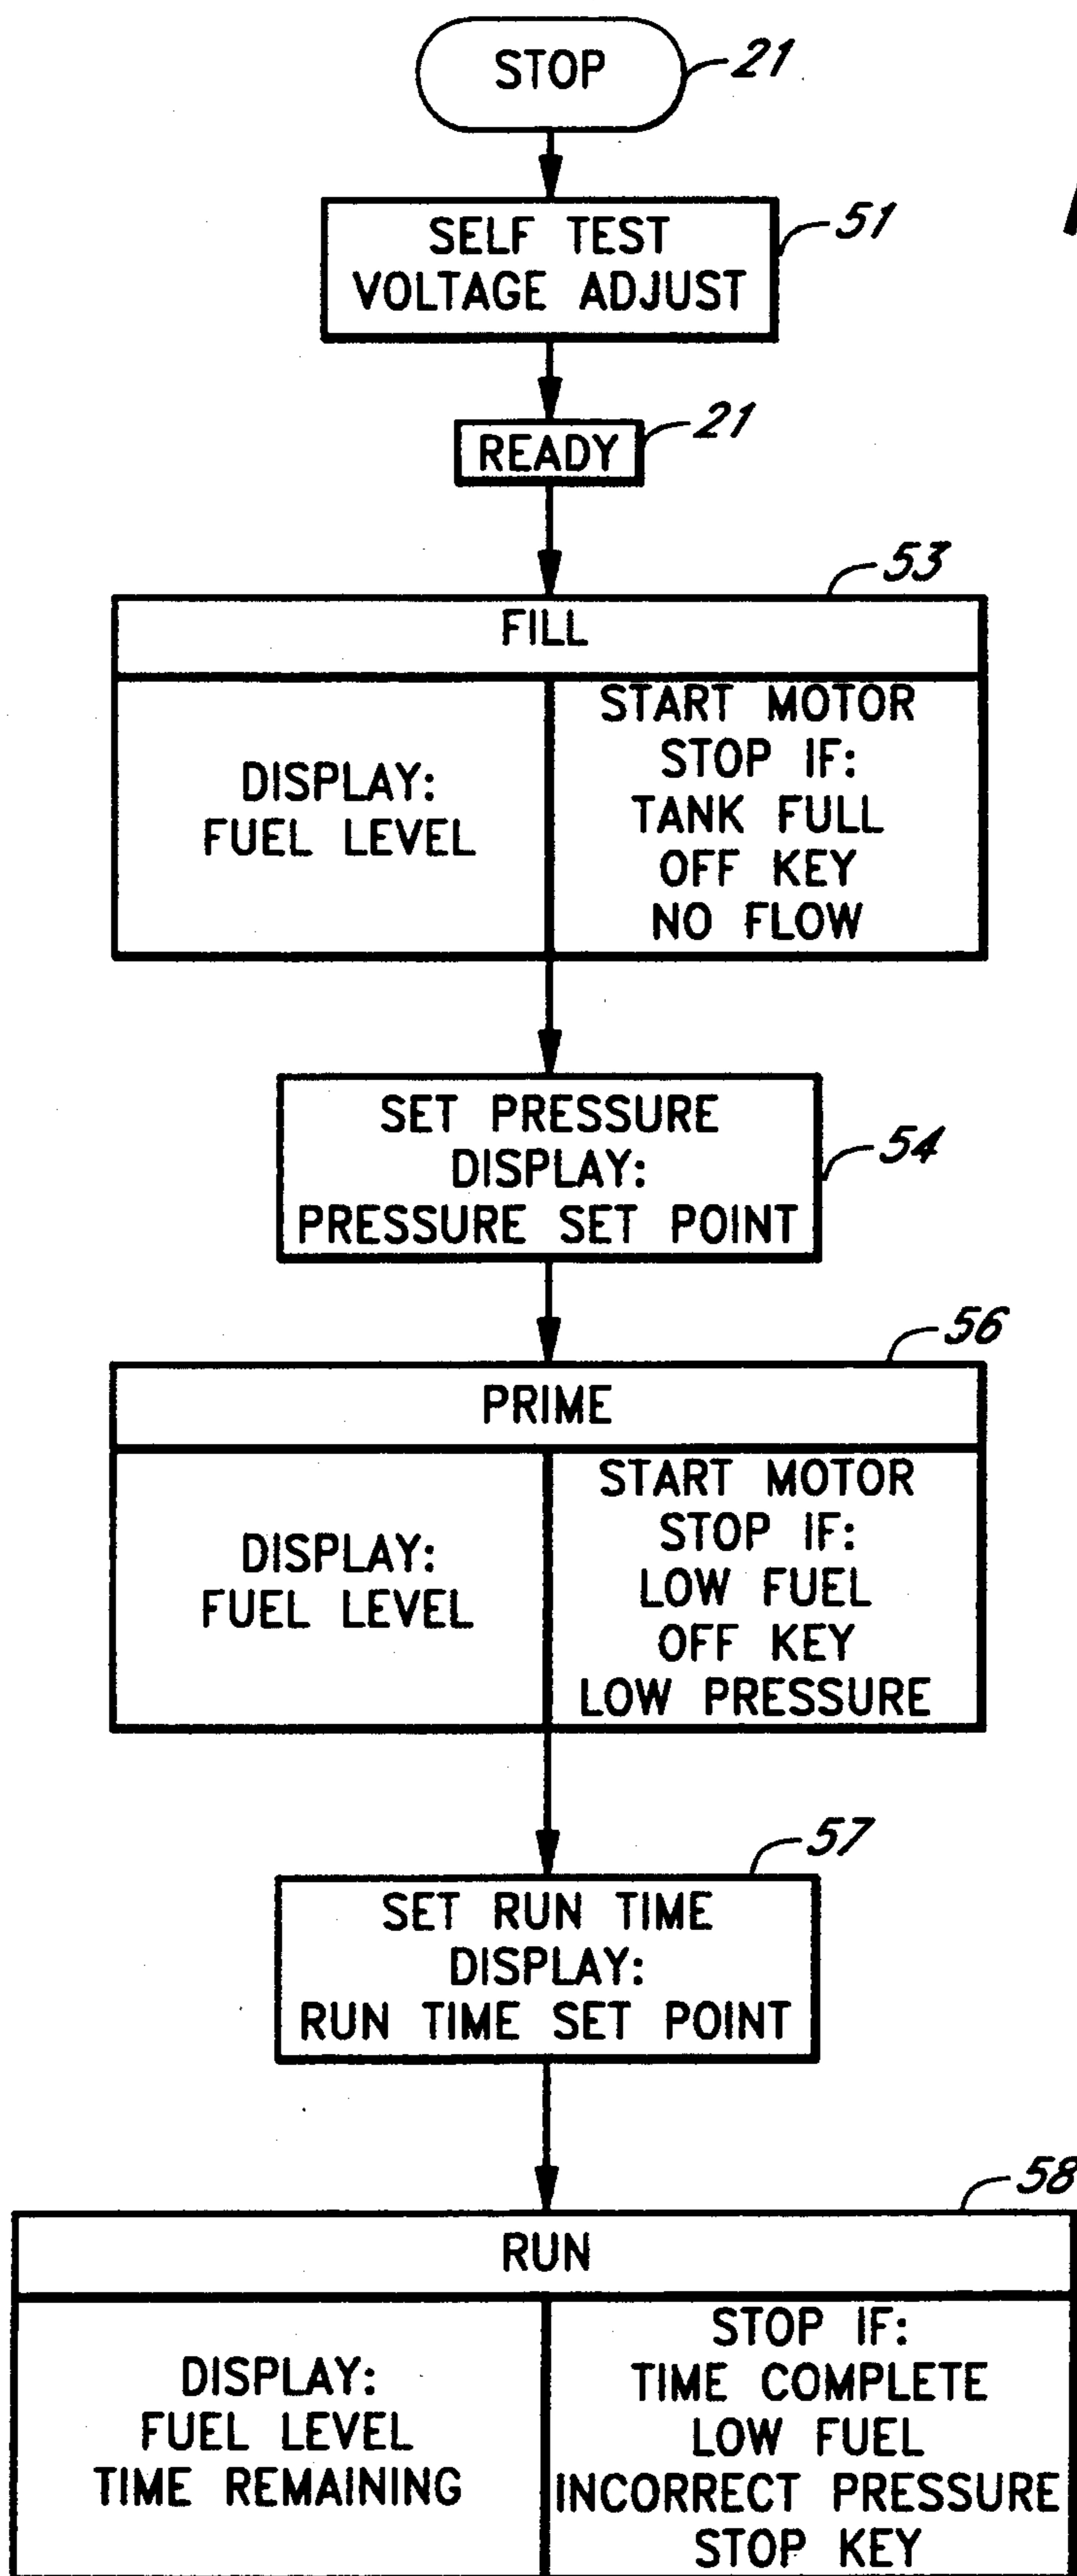 STOP
21
SELF TEST
VOLTAGE ADJUST
51
READY
21
53
FILL
DISPLAY:
FUEL LEVEL
START MOTOR
STOP IF:
TANK FULL
OFF KEY
NO FLOW
SET PRESSURE
DISPLAY:
PRESSURE SET POINT
54
56
PRIME
DISPLAY:
FUEL LEVEL
START MOTOR
STOP IF:
LOW FUEL
OFF KEY
LOW PRESSURE
57
SET RUN TIME
DISPLAY:
RUN TIME SET POINT
58
RUN
DISPLAY:
FUEL LEVEL
TIME REMAINING
STOP IF:
TIME COMPLETE
LOW FUEL
INCORRECT PRESSURE
STOP KEY